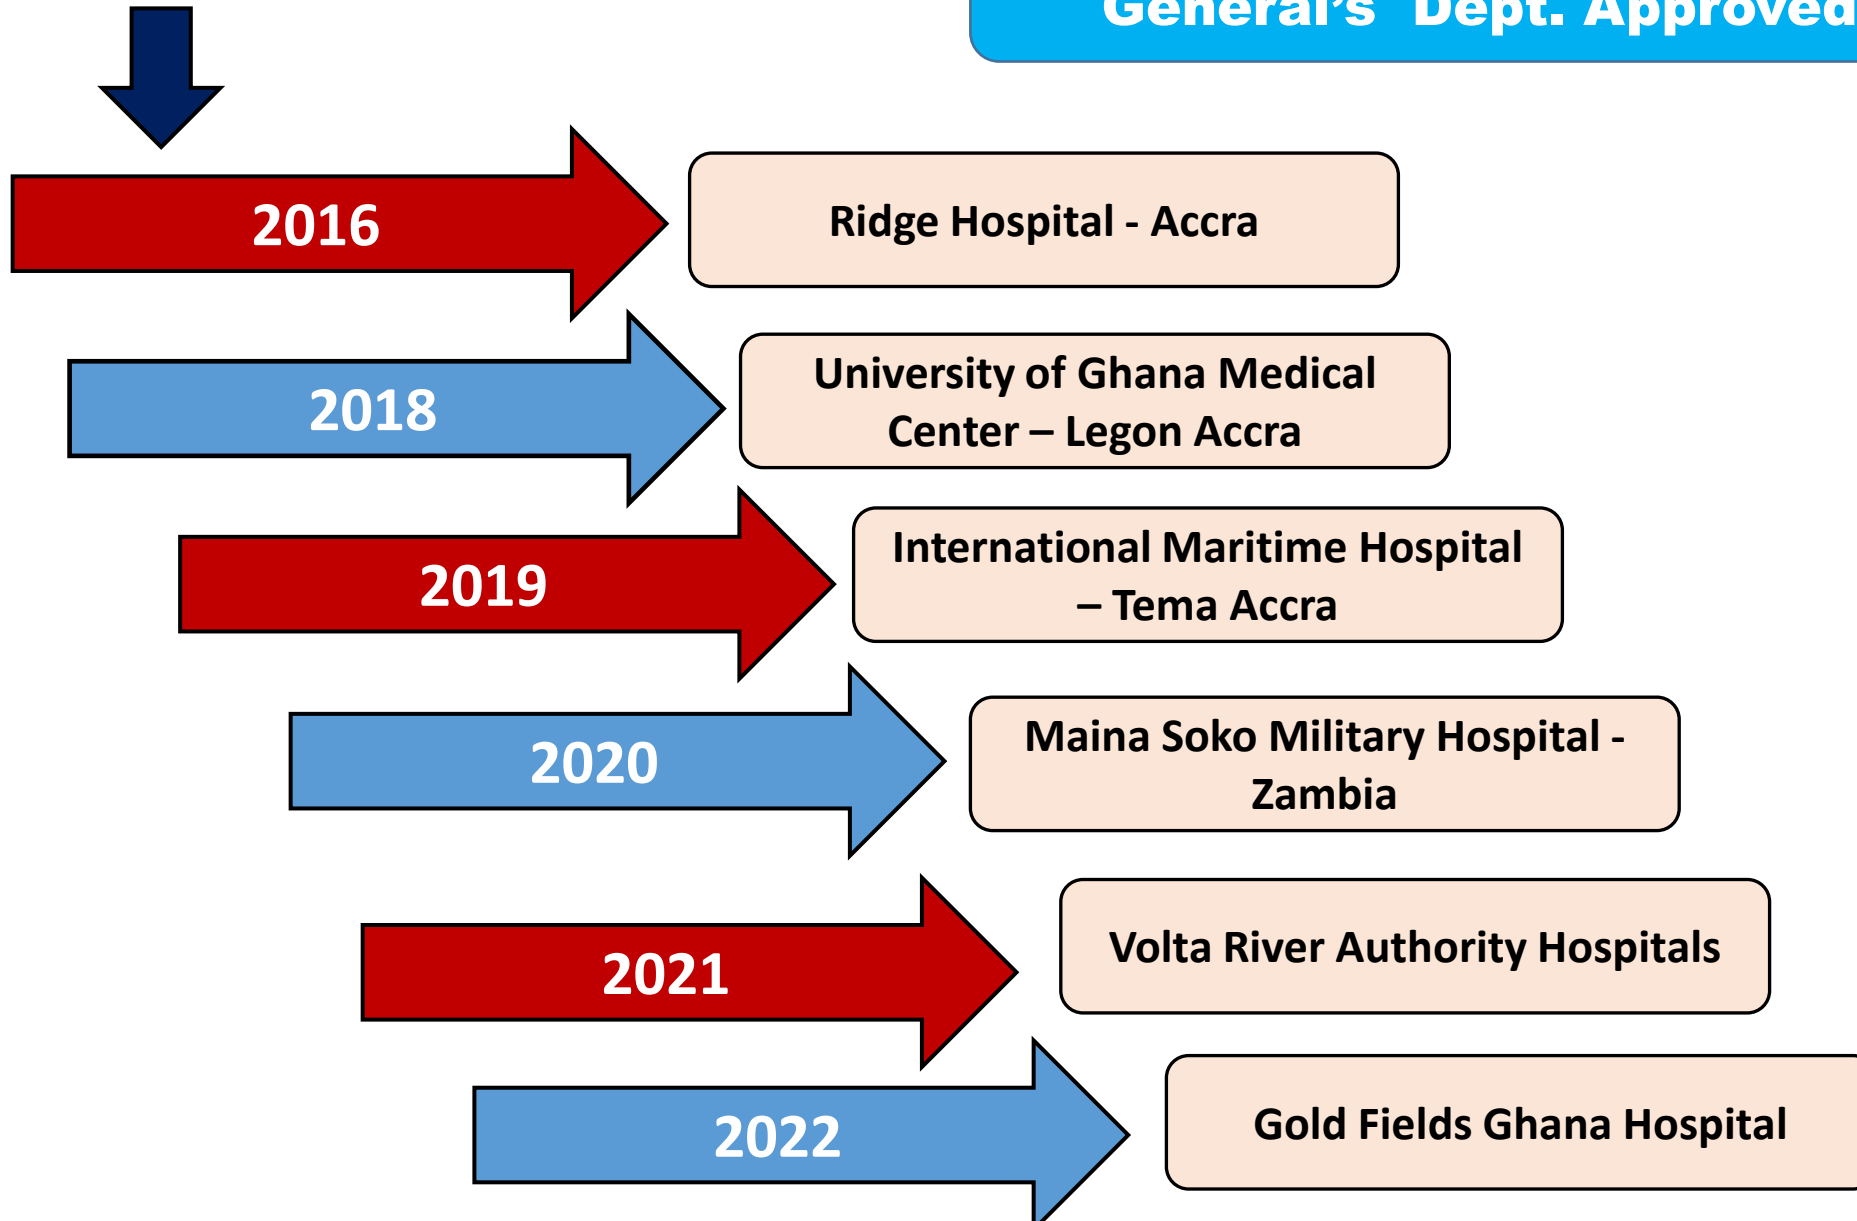 General's Dept. Approved
2016
Ridge Hospital - Accra
2018
University of Ghana Medical
Center – Legon Accra
2019
International Maritime Hospital
– Tema Accra
2020
Maina Soko Military Hospital -
Zambia
2021
Volta River Authority Hospitals
2022
Gold Fields Ghana Hospital